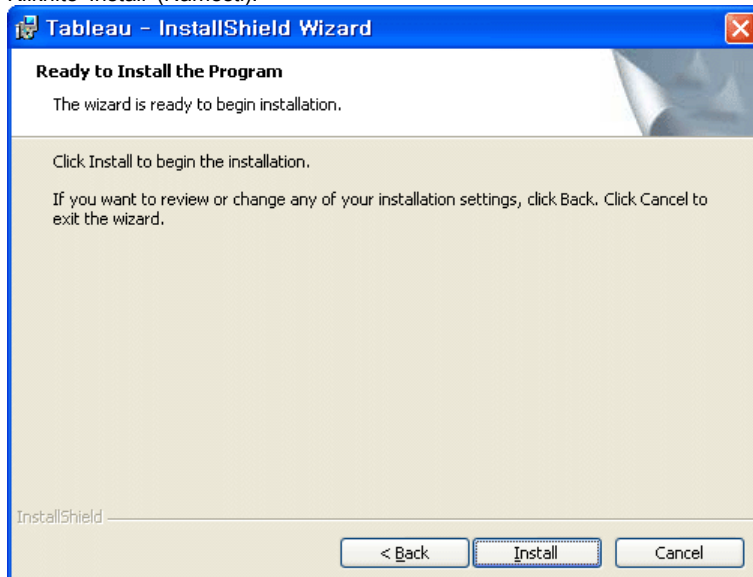 Tableau - InstallShield Wizard
Ready to Install the Program
The wizard is ready to begin installation.
Click Install to begin the installation.
If you want to review or change any of your installation settings, click Back. Click Cancel to
exit the wizard.
InstallShield
< Back
Install
Cancel